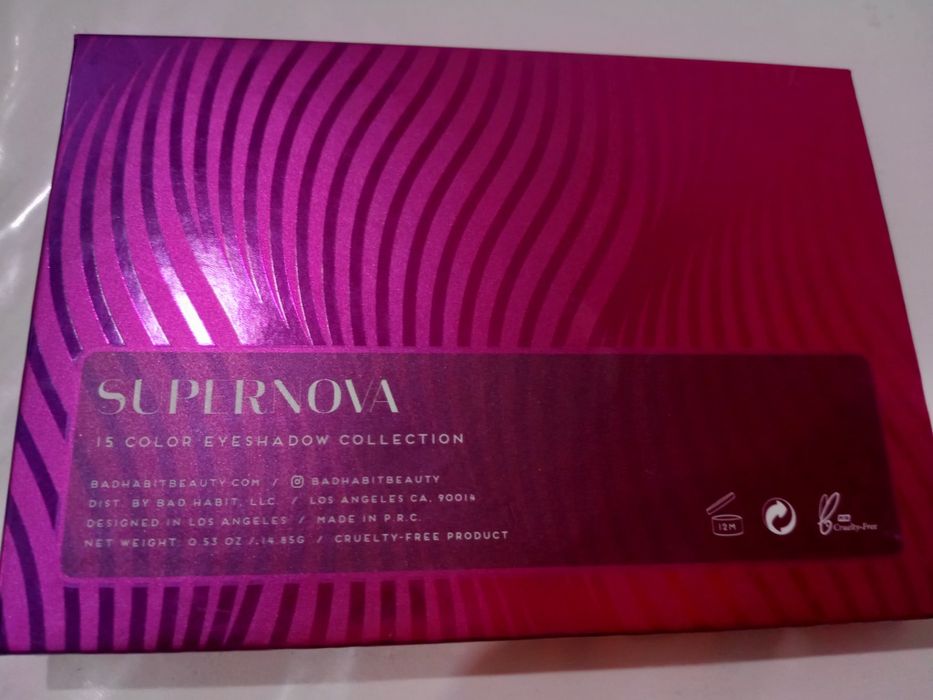 SUPERNOVA
15 COLOR EYESHADOW COLLECTION
BADHABITBEAUTY.COM / BADHABITBEAUTY
DIST. BY BAD HABIT, LLC. / LOS ANGELES CA, 90014
DESIGNED IN LOS ANGELES / MADE IN P.R.C.
NET WEIGHT: 0.53 OZ / 14.85G / CRUELTY-FREE PRODUCT
12M
Cruelty-Free